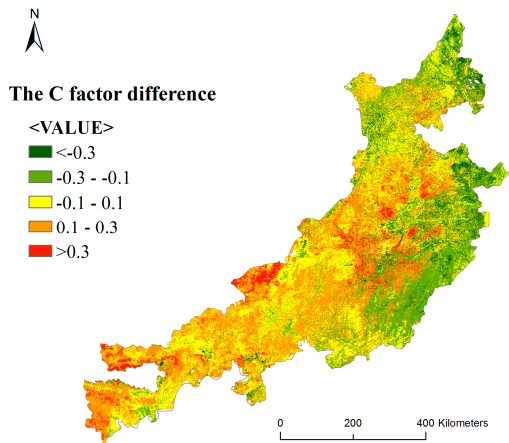 N
The C factor difference
<VALUE>
<-0.3
-0.3 - -0.1
-0.1 - 0.1
0.1 - 0.3
>0.3
0 200 400 Kilometers